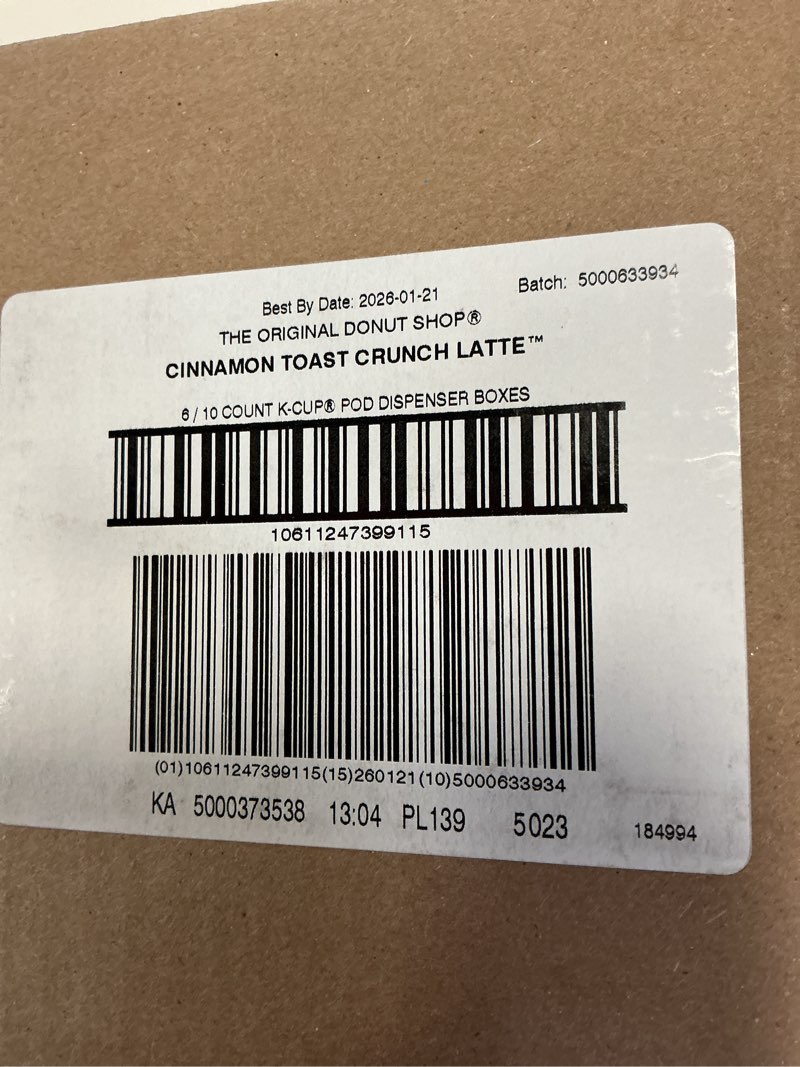 Best By Date: 2026-01-21
Batch: 5000633934
THE ORIGINAL DONUT SHOP®
CINNAMON TOAST CRUNCH LATTE™
6 / 10 COUNT K-CUP® POD DISPENSER BOXES
10611247399115
(01)10611247399115(15)260121(10)5000633934
KA 5000373538 13:04 PL139 5023 184994